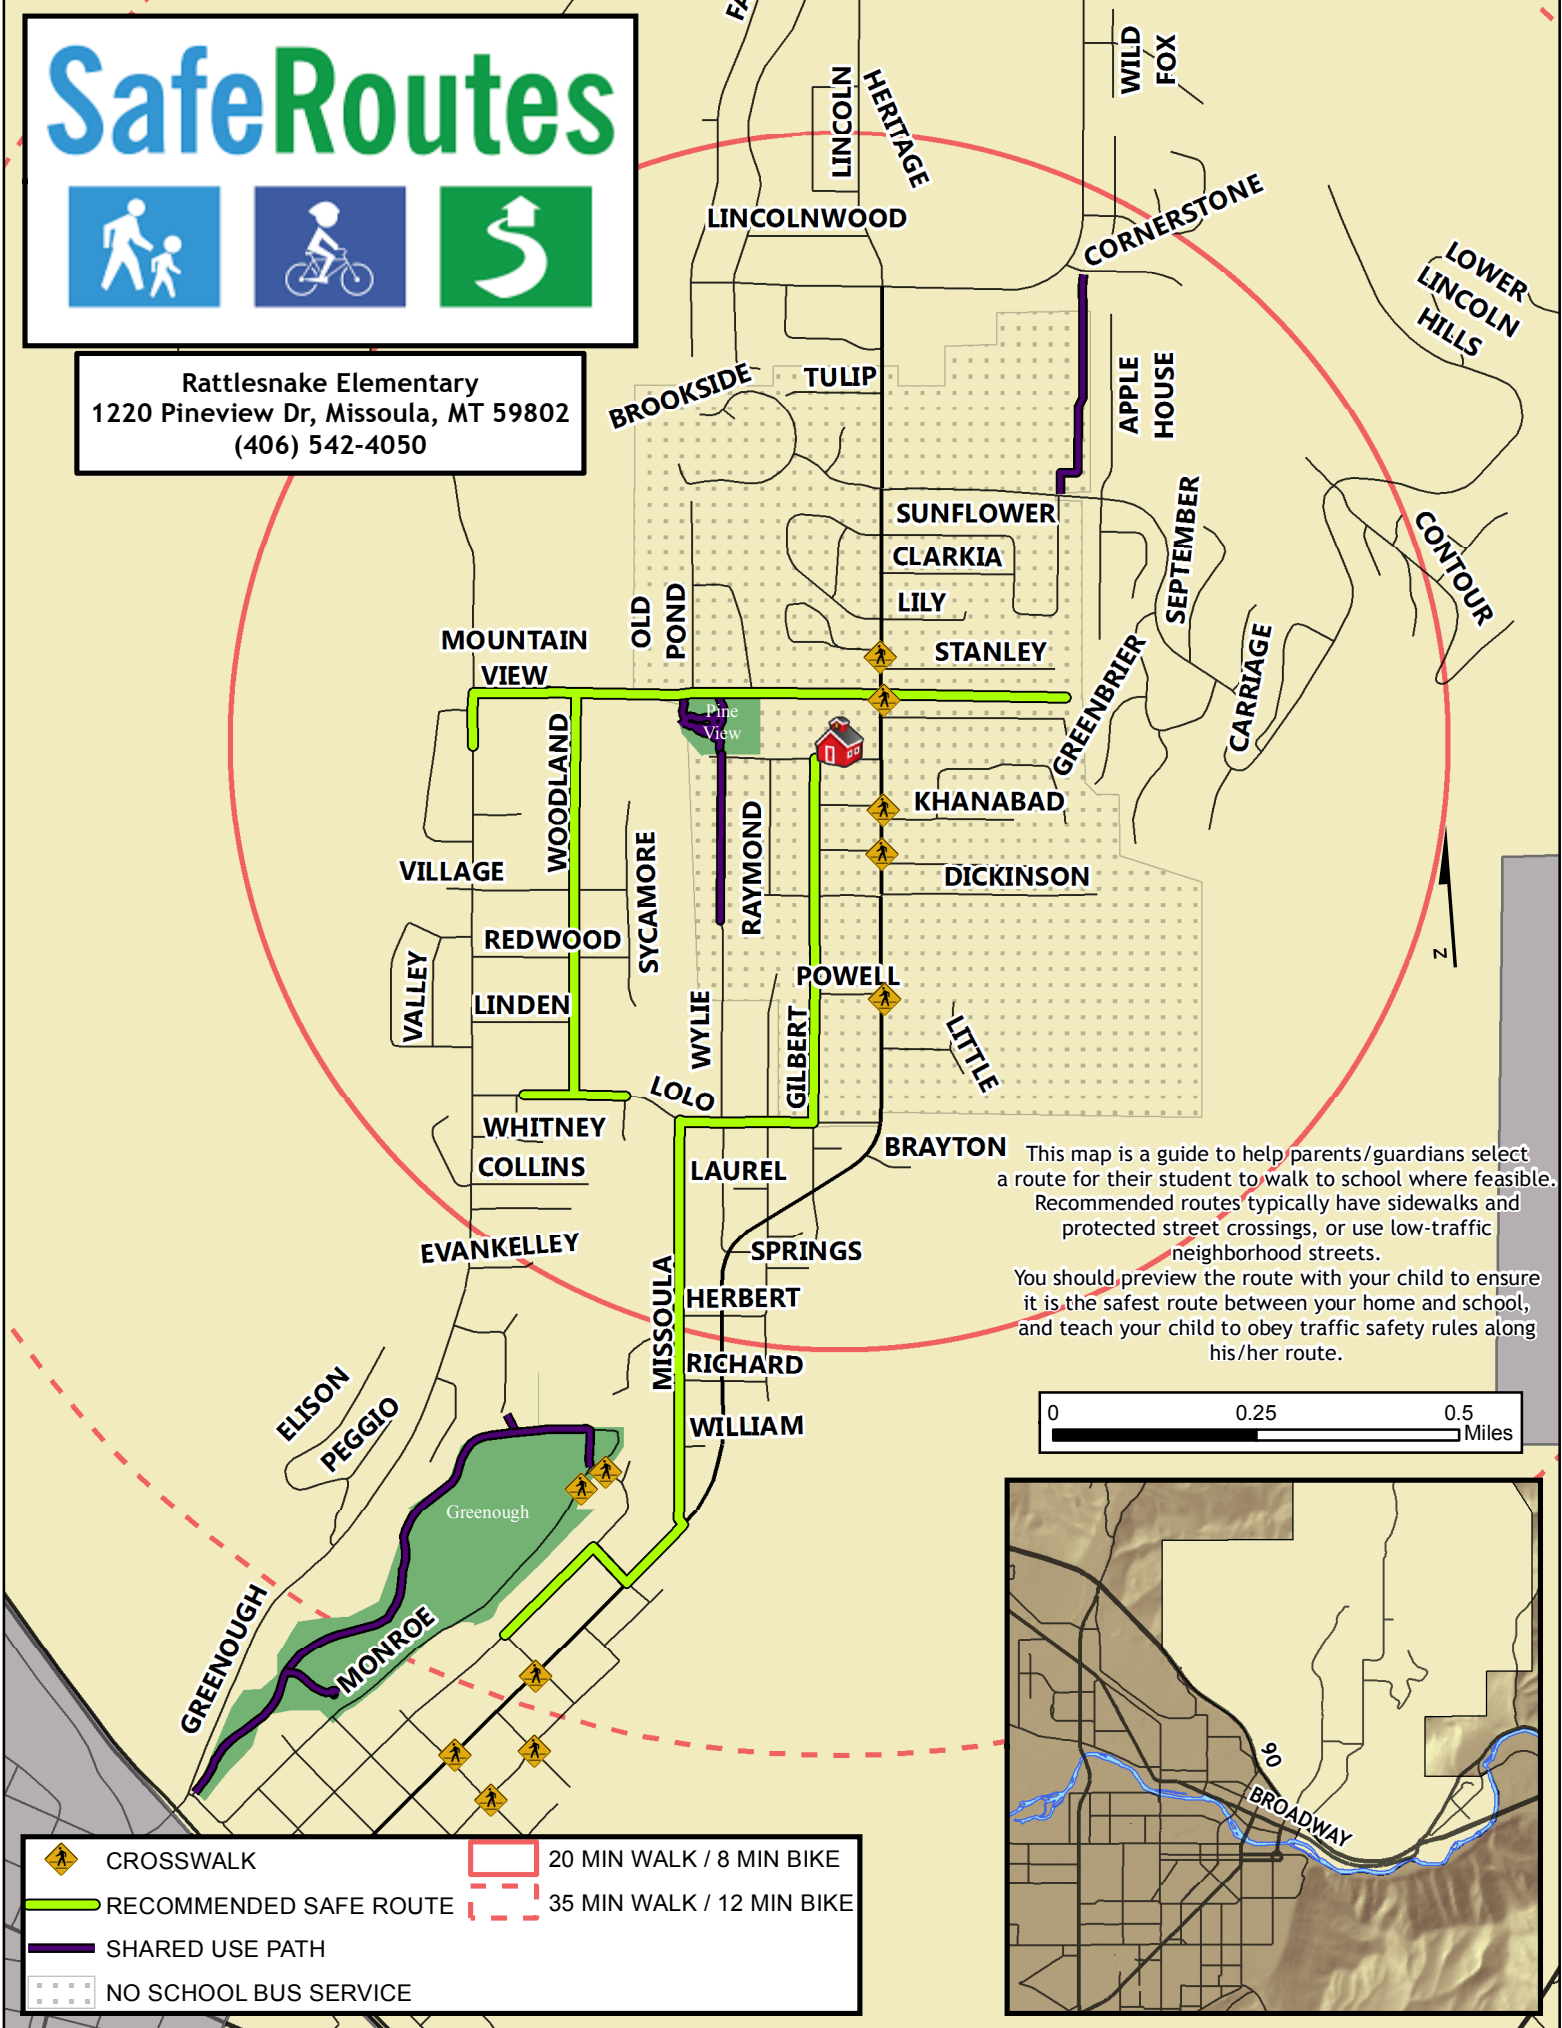 SafeRoutes
Rattlesnake Elementary
1220 Pineview Dr, Missoula, MT 59802
(406) 542-4050
FA
WILD
FOX
LINCOLN
HERITAGE
LINCOLNWOOD
CORNERSTONE
LOWER
LINCOLN
HILLS
BROOKSIDE
TULIP
APPLE
HOUSE
SUNFLOWER
SEPTEMBER
CONTOUR
CLARKIA
LILY
OLD
POND
MOUNTAIN
VIEW
STANLEY
GREENBRIER
CARRIAGE
Pine
View
WOODLAND
KHANABAD
RAYMOND
SYCAMORE
VILLAGE
DICKINSON
REDWOOD
VALLEY
POWELL
LINDEN
WYLIE
GILBERT
LITTLE
LOLO
WHITNEY
COLLINS
LAUREL
BRAYTON
EVANKELLEY
SPRINGS
MISSOULA
HERBERT
RICHARD
WILLIAM
ELISON
PEGGIO
Greenough
GREENOUGH
MONROE
N
This map is a guide to help parents/guardians select
a route for their student to walk to school where feasible.
Recommended routes typically have sidewalks and
protected street crossings, or use low-traffic
neighborhood streets.
You should preview the route with your child to ensure
it is the safest route between your home and school,
and teach your child to obey traffic safety rules along
his/her route.
0 0.25 0.5
Miles
90
BROADWAY
CROSSWALK
RECOMMENDED SAFE ROUTE
SHARED USE PATH
NO SCHOOL BUS SERVICE
20 MIN WALK / 8 MIN BIKE
35 MIN WALK / 12 MIN BIKE